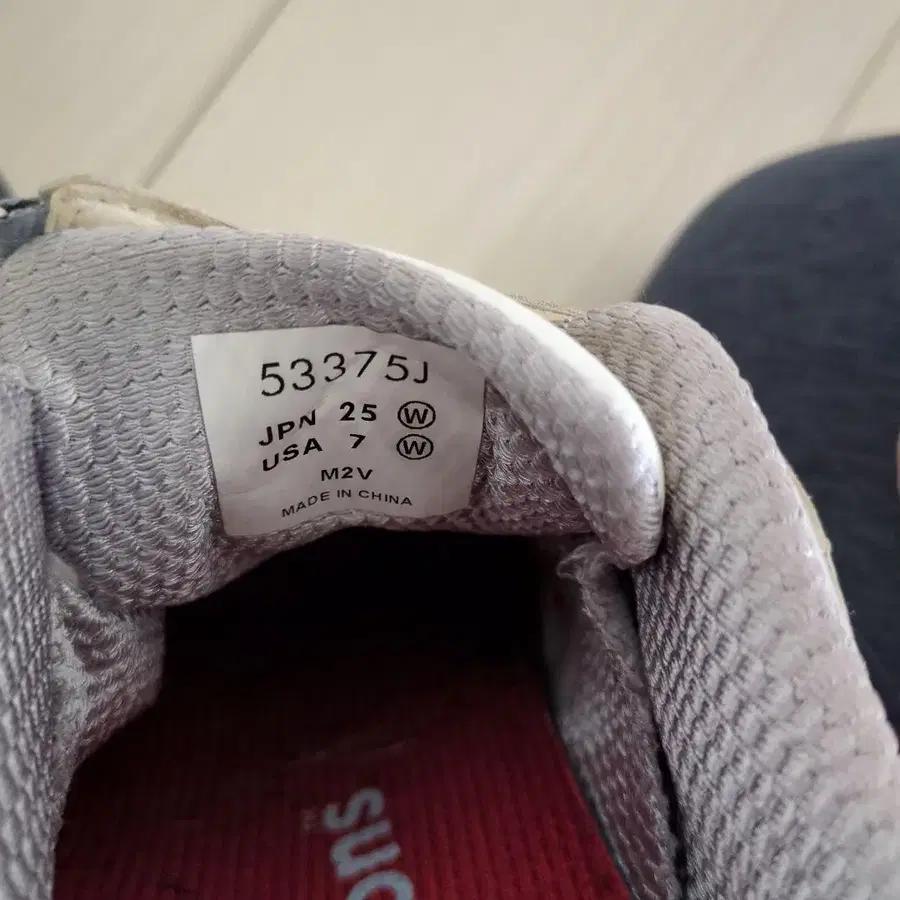 53375J
JPN 25 Ⓦ
USA 7 Ⓦ
M2V
MADE IN CHINA